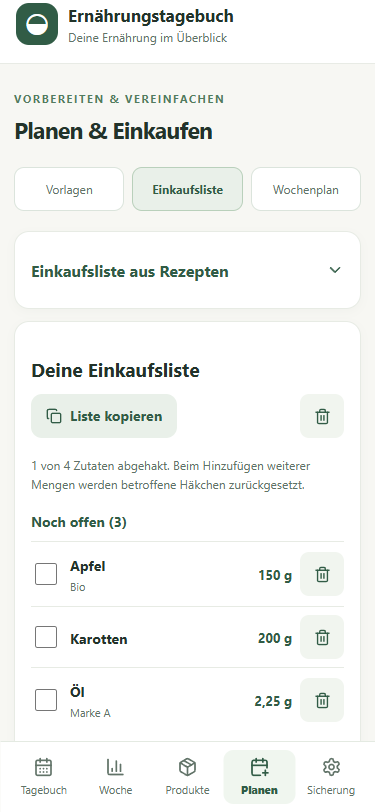 Ernährungstagebuch
Deine Ernährung im Überblick
VORBEREITEN & VEREINFACHEN
Planen & Einkaufen
Vorlagen
Einkaufsliste
Wochenplan
Einkaufsliste aus Rezepten
Deine Einkaufsliste
Liste kopieren
1 von 4 Zutaten abgehakt. Beim Hinzufügen weiterer
Mengen werden betroffene Häkchen zurückgesetzt.
Noch offen (3)
Apfel
150 g
Bio
Karotten
200 g
Öl
2,25 g
Marke A
Tagebuch
Woche
Produkte
Planen
Sicherung